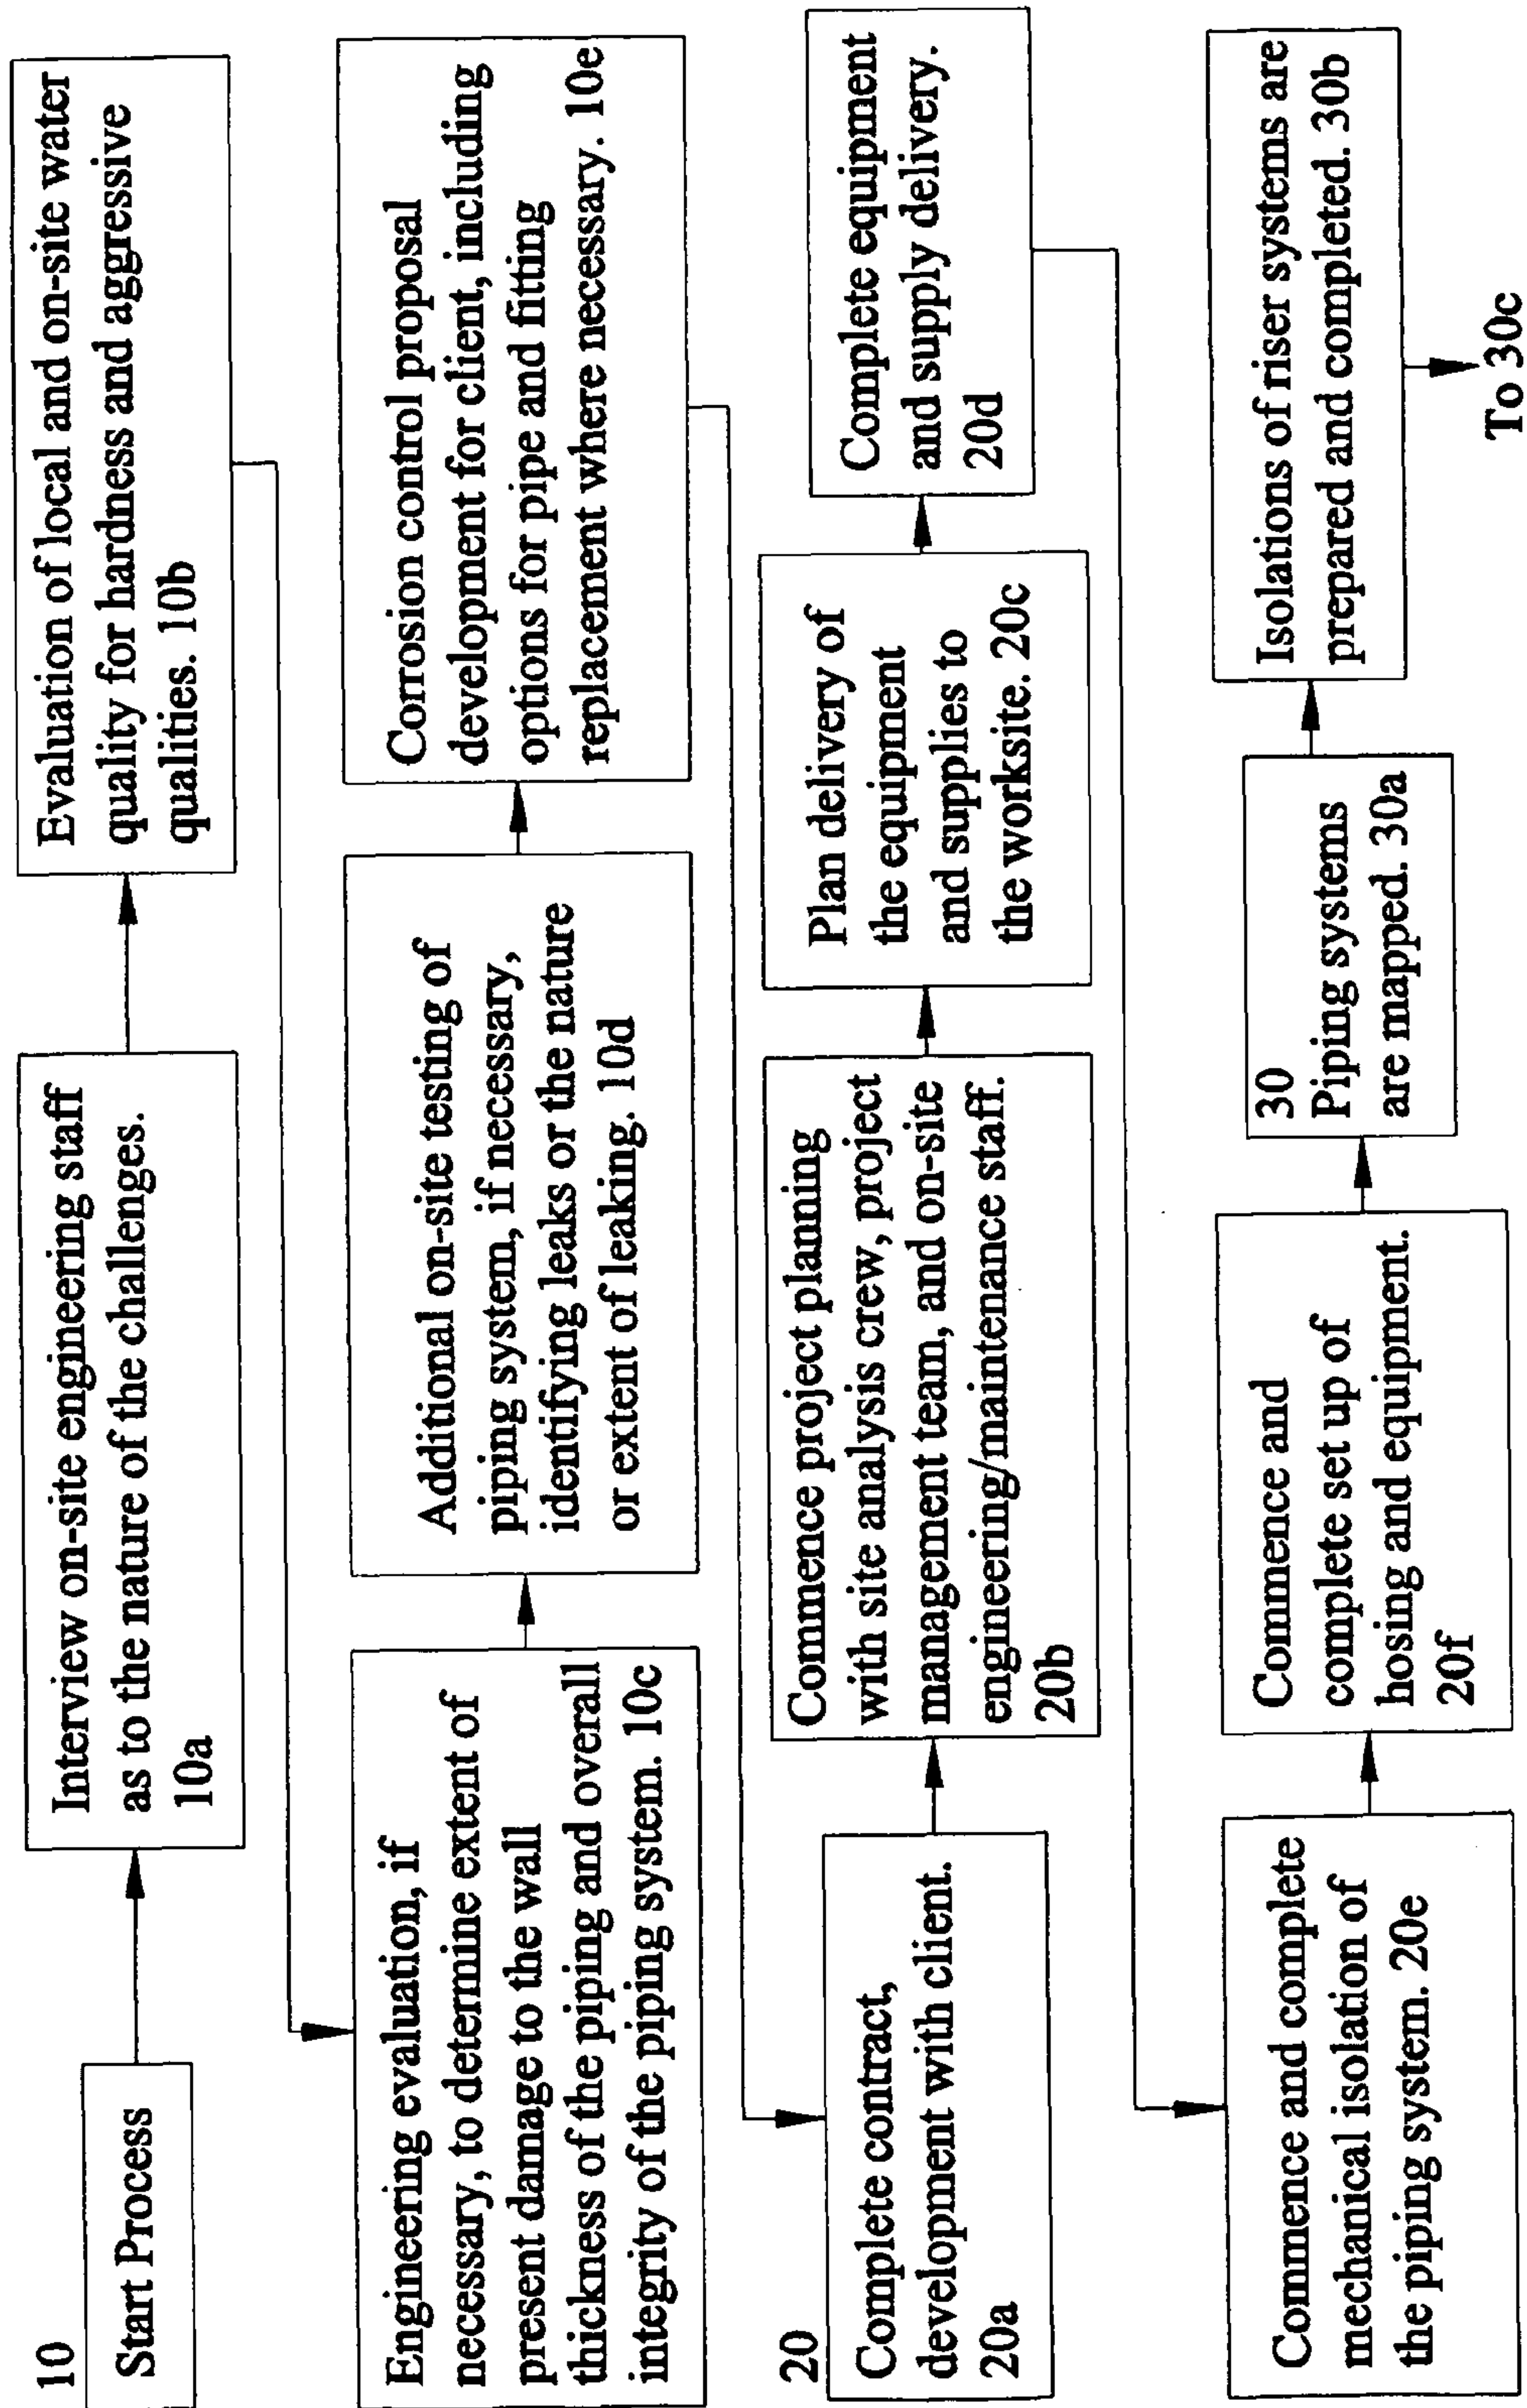 10
Start Process
Interview on-site engineering staff
as to the nature of the challenges.
10a
Evaluation of local and on-site water
quality for hardness and aggressive
qualities. 10b
Engineering evaluation, if
necessary, to determine extent of
present damage to the wall
thickness of the piping and overall
integrity of the piping system. 10c
Additional on-site testing of
piping system, if necessary,
identifying leaks or the nature
or extent of leaking. 10d
Corrosion control proposal
development for client, including
options for pipe and fitting
replacement where necessary. 10e
20
Complete contract,
development with client.
20a
Commence project planning
with site analysis crew, project
management team, and on-site
engineering/maintenance staff.
20b
Plan delivery of
the equipment
and supplies to
the worksite. 20c
Complete equipment
and supply delivery.
20d
Commence and complete
mechanical isolation of
the piping system. 20e
Commence and
complete set up of
hosing and equipment.
20f
30
Piping systems
are mapped. 30a
Isolations of riser systems are
prepared and completed. 30b
To 30c